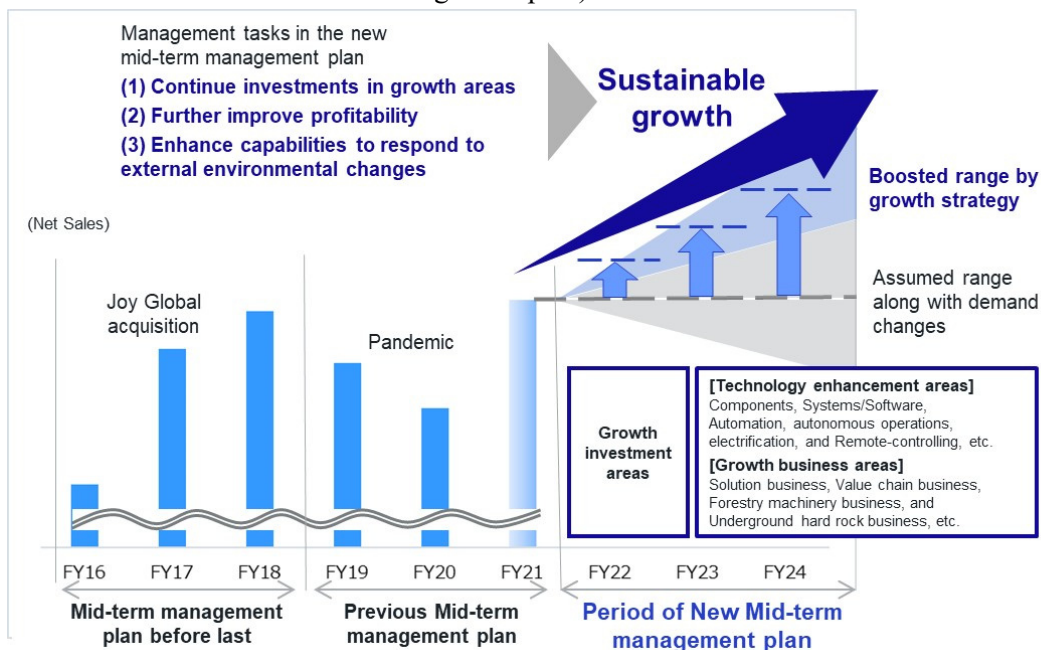 Management tasks in the new
mid-term management plan
(1) Continue investments in growth areas
(2) Further improve profitability
(3) Enhance capabilities to respond to
external environmental changes
Sustainable
growth
Boosted range by
growth strategy
(Net Sales)
Joy Global
acquisition
Pandemic
Assumed range
along with demand
changes
Growth
investment
areas
[Technology enhancement areas]
Components, Systems/Software,
Automation, autonomous operations,
electrification, and Remote-controlling, etc.
[Growth business areas]
Solution business, Value chain business,
Forestry machinery business, and
Underground hard rock business, etc.
FY16 FY17 FY18 FY19 FY20 FY21 FY22 FY23 FY24
Mid-term management
plan before last
Previous Mid-term
management plan
Period of New Mid-term
management plan